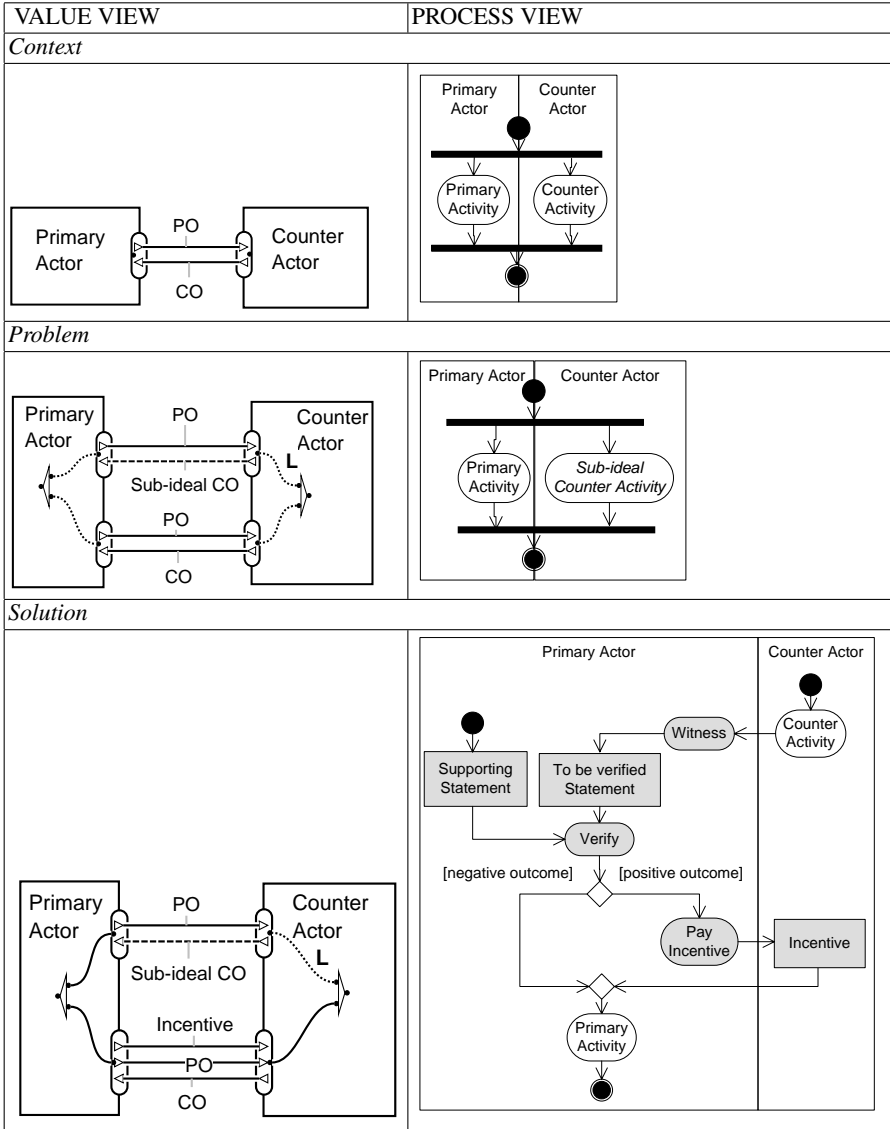 VALUE VIEW
PROCESS VIEW
Context
PO
Primary
Actor
Counter
Actor
CO
Primary
Actor
Counter
Actor
Primary
Activity
Counter
Activity
Problem
Primary
Actor
PO
Counter
Actor
L
Sub-ideal CO
PO
CO
Primary Actor
Counter Actor
Primary
Activity
Sub-ideal
Counter Activity
Solution
Primary
Actor
PO
Counter
Actor
L
Sub-ideal CO
Incentive
PO
CO
Primary Actor
Counter Actor
Witness
Counter
Activity
Supporting
Statement
To be verified
Statement
Verify
[negative outcome]
[positive outcome]
Pay
Incentive
Incentive
Primary
Activity